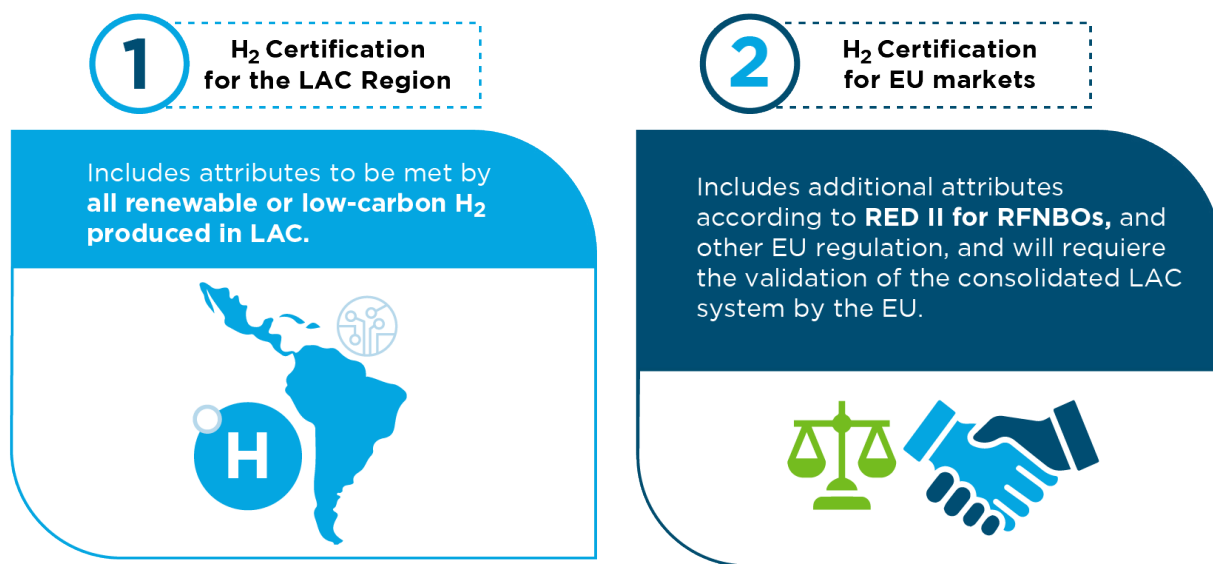 1
H₂ Certification
for the LAC Region
Includes attributes to be met by
all renewable or low-carbon H₂
produced in LAC.
H
2
H₂ Certification
for EU markets
Includes additional attributes
according to RED II for RFNBOs, and
other EU regulation, and will requiere
the validation of the consolidated LAC
system by the EU.